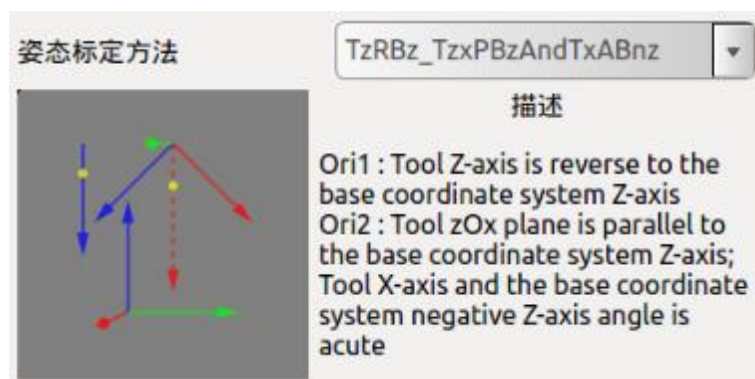 姿态标定方法
TzRBz_TzxPBzAndTxABnz
描述
Ori1 : Tool Z-axis is reverse to the
base coordinate system Z-axis
Ori2 : Tool zOx plane is parallel to
the base coordinate system Z-axis;
Tool X-axis and the base coordinate
system negative Z-axis angle is
acute